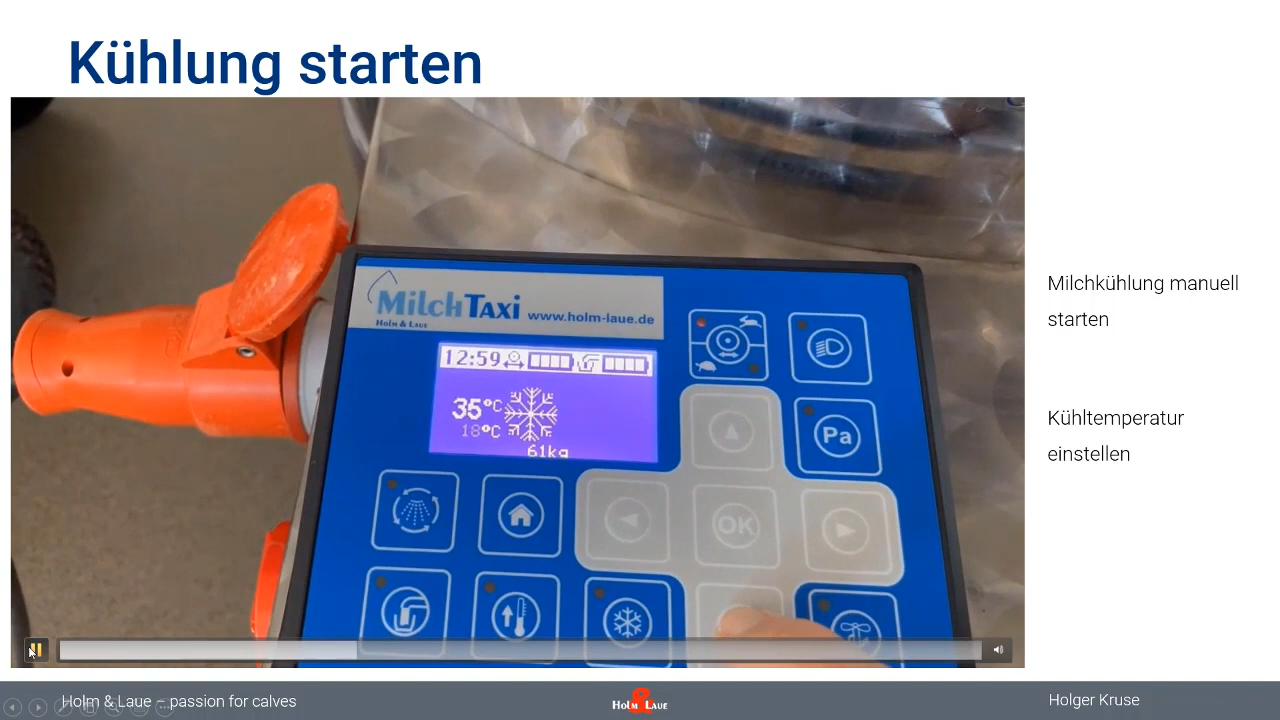 Kühlung starten
MilchTaxi www.holm-laue.de
Holm & Laue
12:59
35°C
18°C
61kg
Pa
OK
Milchkühlung manuell
starten
Kühltemperatur
einstellen
Holm & Laue – passion for calves
Holm & Laue
Holger Kruse